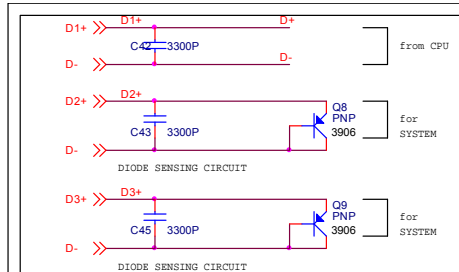 D1+ D1+ D+
C42 3300P
from CPU
D- D-
D2+ D2+
Q8
PNP
for
C43 3300P
3906
SYSTEM
D-
DIODE SENSING CIRCUIT
D3+ D3+
Q9
PNP
for
C45 3300P
3906
SYSTEM
D-
DIODE SENSING CIRCUIT